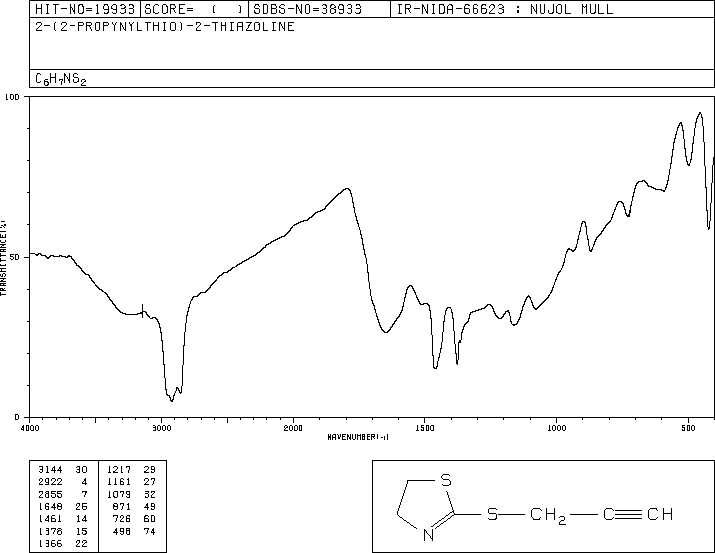 HIT-NO=19933 SCORE= ( ) SDBS-NO=38933 IR-NIDA-66623 : NUJOL MULL
2-(2-PROPYNYLTHIO)-2-THIAZOLINE
C6H7NS2
100
50
0
TRANSMITTANCE(%)
4000 3000 2000 1500 1000 500
WAVENUMBER(-1)
3144 30 1217 29
2922 4 1161 27
2855 7 1079 32
1648 26 871 49
1461 14 726 60
1378 15 498 74
1366 22
S
S CH2 C CH
N